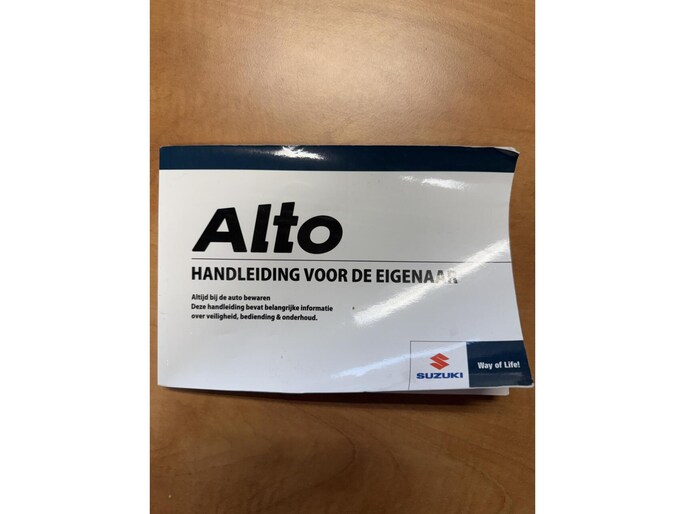 Alto
HANDLEIDING VOOR DE EIGENAAR
Altijd bij de auto bewaren
Deze handleiding bevat belangrijke informatie
over veiligheid, bediening & onderhoud.
SUZUKI
Way of Life!